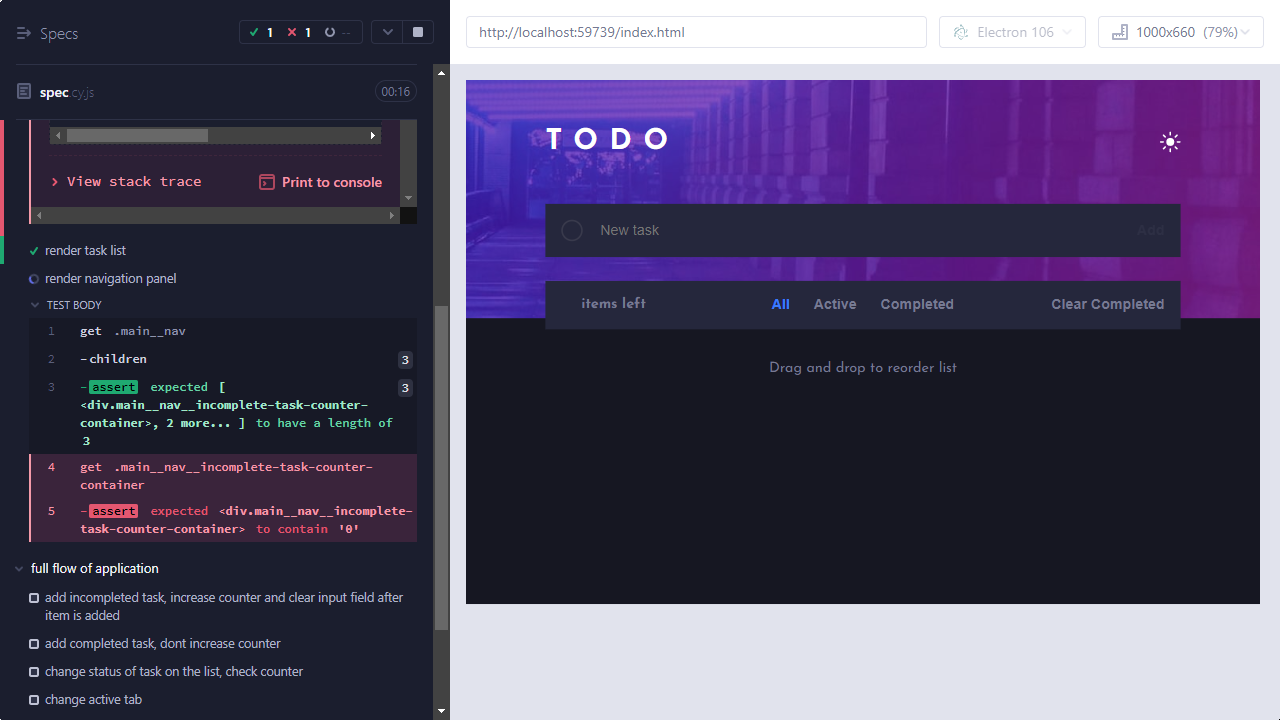 Specs
1 1 --
spec.cy.js 00:16
View stack trace Print to console
render task list
render navigation panel
TEST BODY
1 get .main__nav
2 -children 3
3 -assert expected [ 3
<div.main__nav__incomplete-task-counter-
container>, 2 more... ] to have a length of
3
4 get .main__nav__incomplete-task-counter-
container
5 -assert expected <div.main__nav__incomplete-
task-counter-container> to contain '0'
full flow of application
add incompleted task, increase counter and clear input field after
item is added
add completed task, dont increase counter
change status of task on the list, check counter
change active tab
http://localhost:59739/index.html Electron 106 1000x660 (79%)
TODO
New task Add
items left All Active Completed Clear Completed
Drag and drop to reorder list